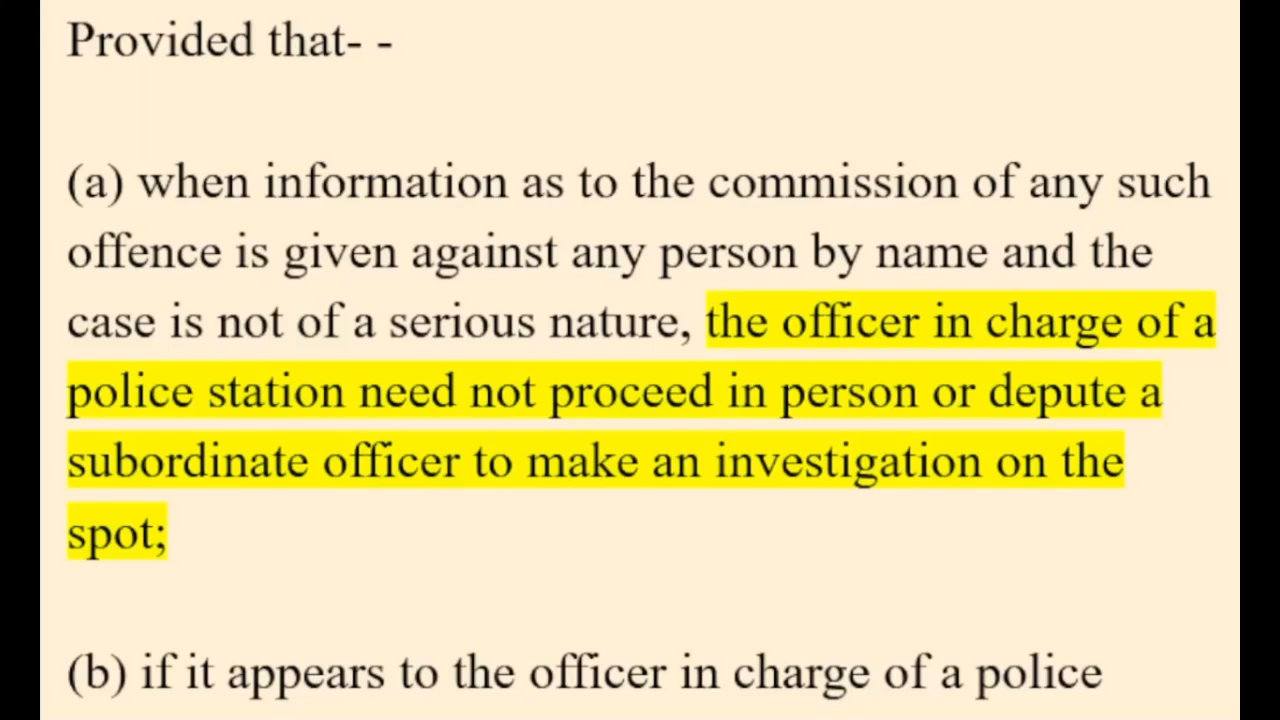 Provided that- -
(a) when information as to the commission of any such
offence is given against any person by name and the
case is not of a serious nature, the officer in charge of a
police station need not proceed in person or depute a
subordinate officer to make an investigation on the
spot;
(b) if it appears to the officer in charge of a police